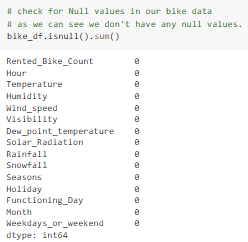 # check for Null values in our bike data
# as we can see we don't have any null values.
bike_df.isnull().sum()
Rented_Bike_Count 0
Hour 0
Temperature 0
Humidity 0
Wind_speed 0
Visibility 0
Dew_point_temperature 0
Solar_Radiation 0
Rainfall 0
Snowfall 0
Seasons 0
Holiday 0
Functioning_Day 0
Month 0
Weekdays_or_weekend 0
dtype: int64